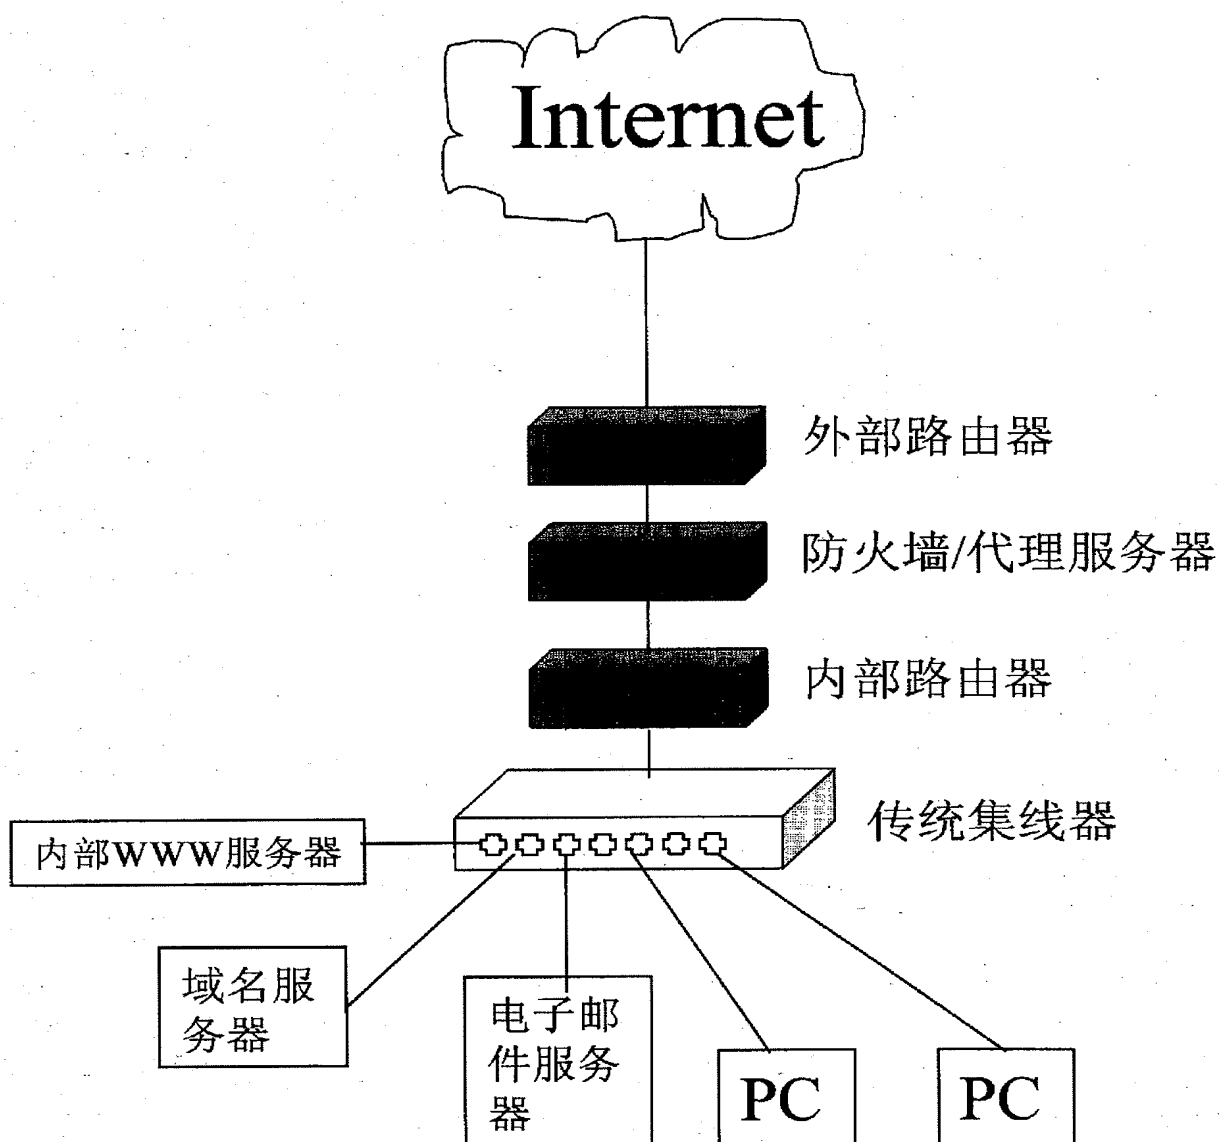 Internet
外部路由器
防火墙/代理服务器
内部路由器
传统集线器
内部WWW服务器
域名服
务器
电子邮
件服务
器
PC
PC